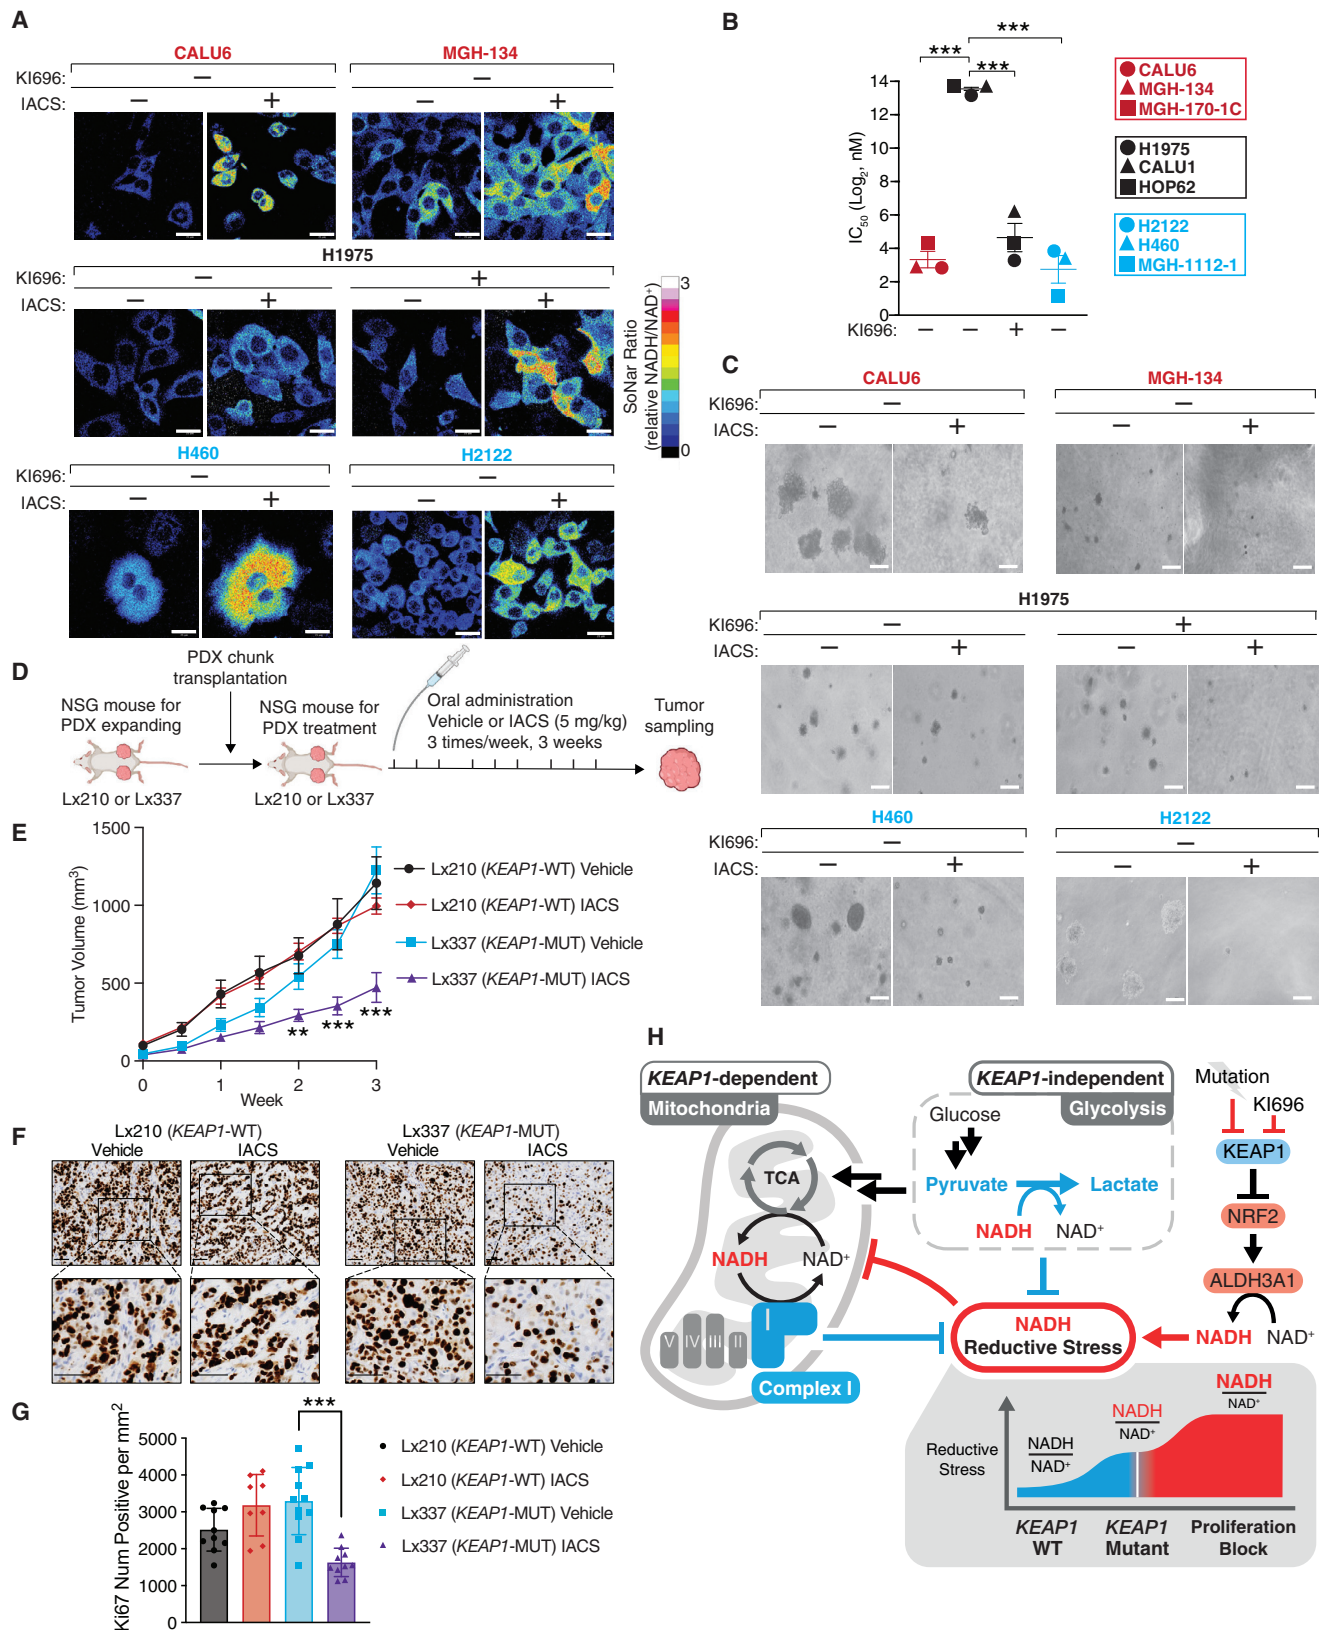 A
CALU6
MGH-134
KI696:
–
–
IACS:
–
+
–
+
H1975
KI696:
–
+
IACS:
–
+
–
+
H460
H2122
KI696:
–
–
IACS:
–
+
–
+
SoNar Ratio
(relative NADH/NAD⁺)
3
0
B
***
***
***
IC₅₀ (Log₂, nM)
14
12
10
8
6
4
2
0
KI696:
–
–
+
–
CALU6
MGH-134
MGH-170-1C
H1975
CALU1
HOP62
H2122
H460
MGH-1112-1
C
CALU6
MGH-134
KI696:
–
–
IACS:
–
+
–
+
H1975
KI696:
–
+
IACS:
–
+
–
+
H460
H2122
KI696:
–
–
IACS:
–
+
–
+
D
PDX chunk
transplantation
NSG mouse for
PDX expanding
NSG mouse for
PDX treatment
Oral administration
Vehicle or IACS (5 mg/kg)
3 times/week, 3 weeks
Tumor
sampling
Lx210 or Lx337
Lx210 or Lx337
E
Tumor Volume (mm³)
1500
1000
500
0
0
1
2
3
Week
**
***
***
Lx210 (KEAP1-WT) Vehicle
Lx210 (KEAP1-WT) IACS
Lx337 (KEAP1-MUT) Vehicle
Lx337 (KEAP1-MUT) IACS
F
Lx210 (KEAP1-WT)
Vehicle
IACS
Lx337 (KEAP1-MUT)
Vehicle
IACS
G
Ki67 Num Positive per mm²
5000
4000
3000
2000
1000
0
***
Lx210 (KEAP1-WT) Vehicle
Lx210 (KEAP1-WT) IACS
Lx337 (KEAP1-MUT) Vehicle
Lx337 (KEAP1-MUT) IACS
H
KEAP1-dependent
Mitochondria
KEAP1-independent
Glycolysis
Mutation
KI696
KEAP1
NRF2
ALDH3A1
NADH
NAD⁺
Glucose
Pyruvate
Lactate
NADH
NAD⁺
TCA
NADH
NAD⁺
V
IV
III
II
I
Complex I
NADH
Reductive Stress
Reductive
Stress
NADH
NAD⁺
NADH
NAD⁺
NADH
NAD⁺
KEAP1
WT
KEAP1
Mutant
Proliferation
Block